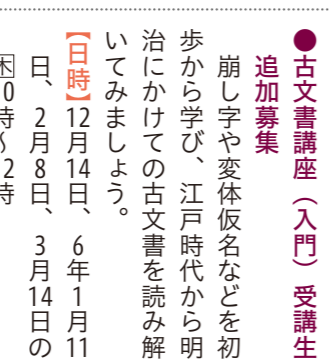 ●古文書講座（入門）受講生
追加募集
崩し字や変体仮名などを初
歩から学び、江戸時代から明
治にかけての古文書を読み解
いてみましょう。
【日時】12月14日、6年1月11
日、2月8日、3月14日の